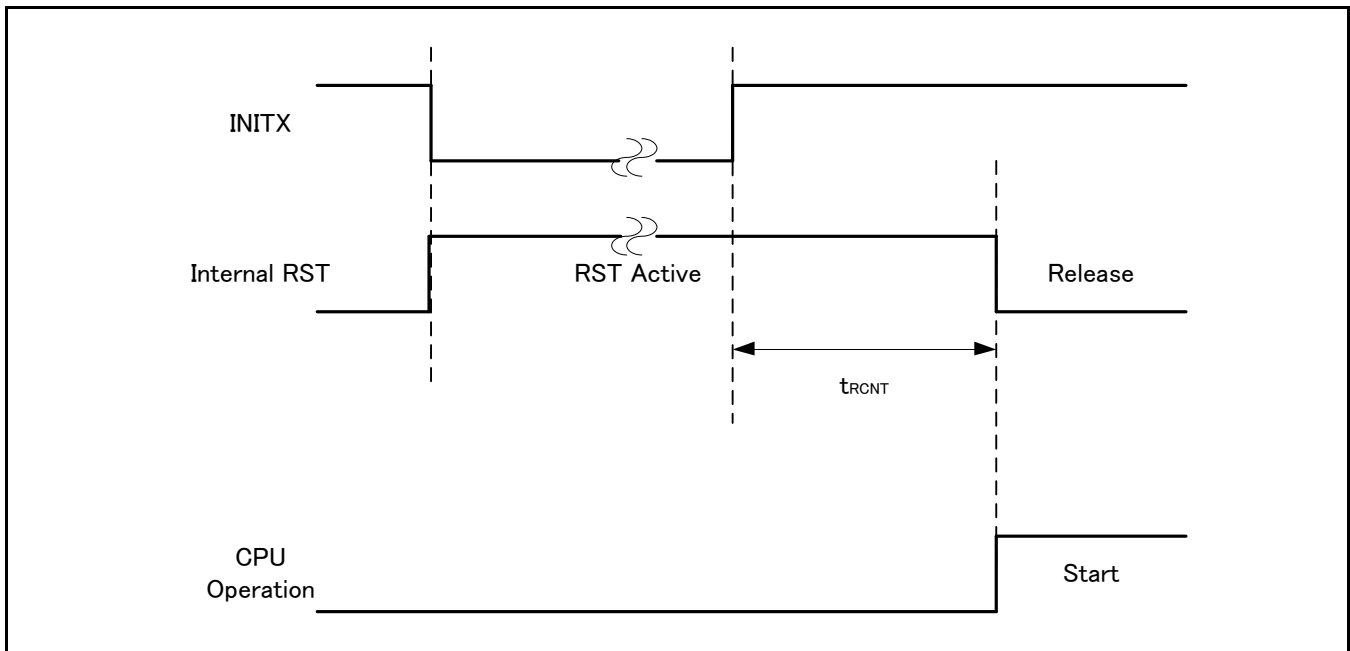 INITX
Internal RST
RST Active
Release
tRCNT
CPU
Operation
Start